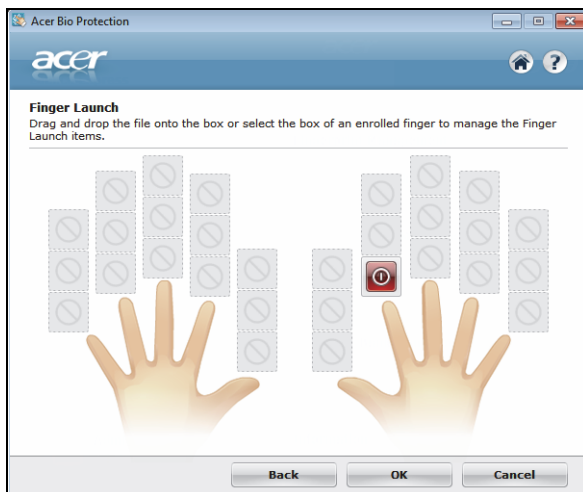 Acer Bio Protection
acer
?
Finger Launch
Drag and drop the file onto the box or select the box of an enrolled finger to manage the Finger
Launch items.
Back
OK
Cancel